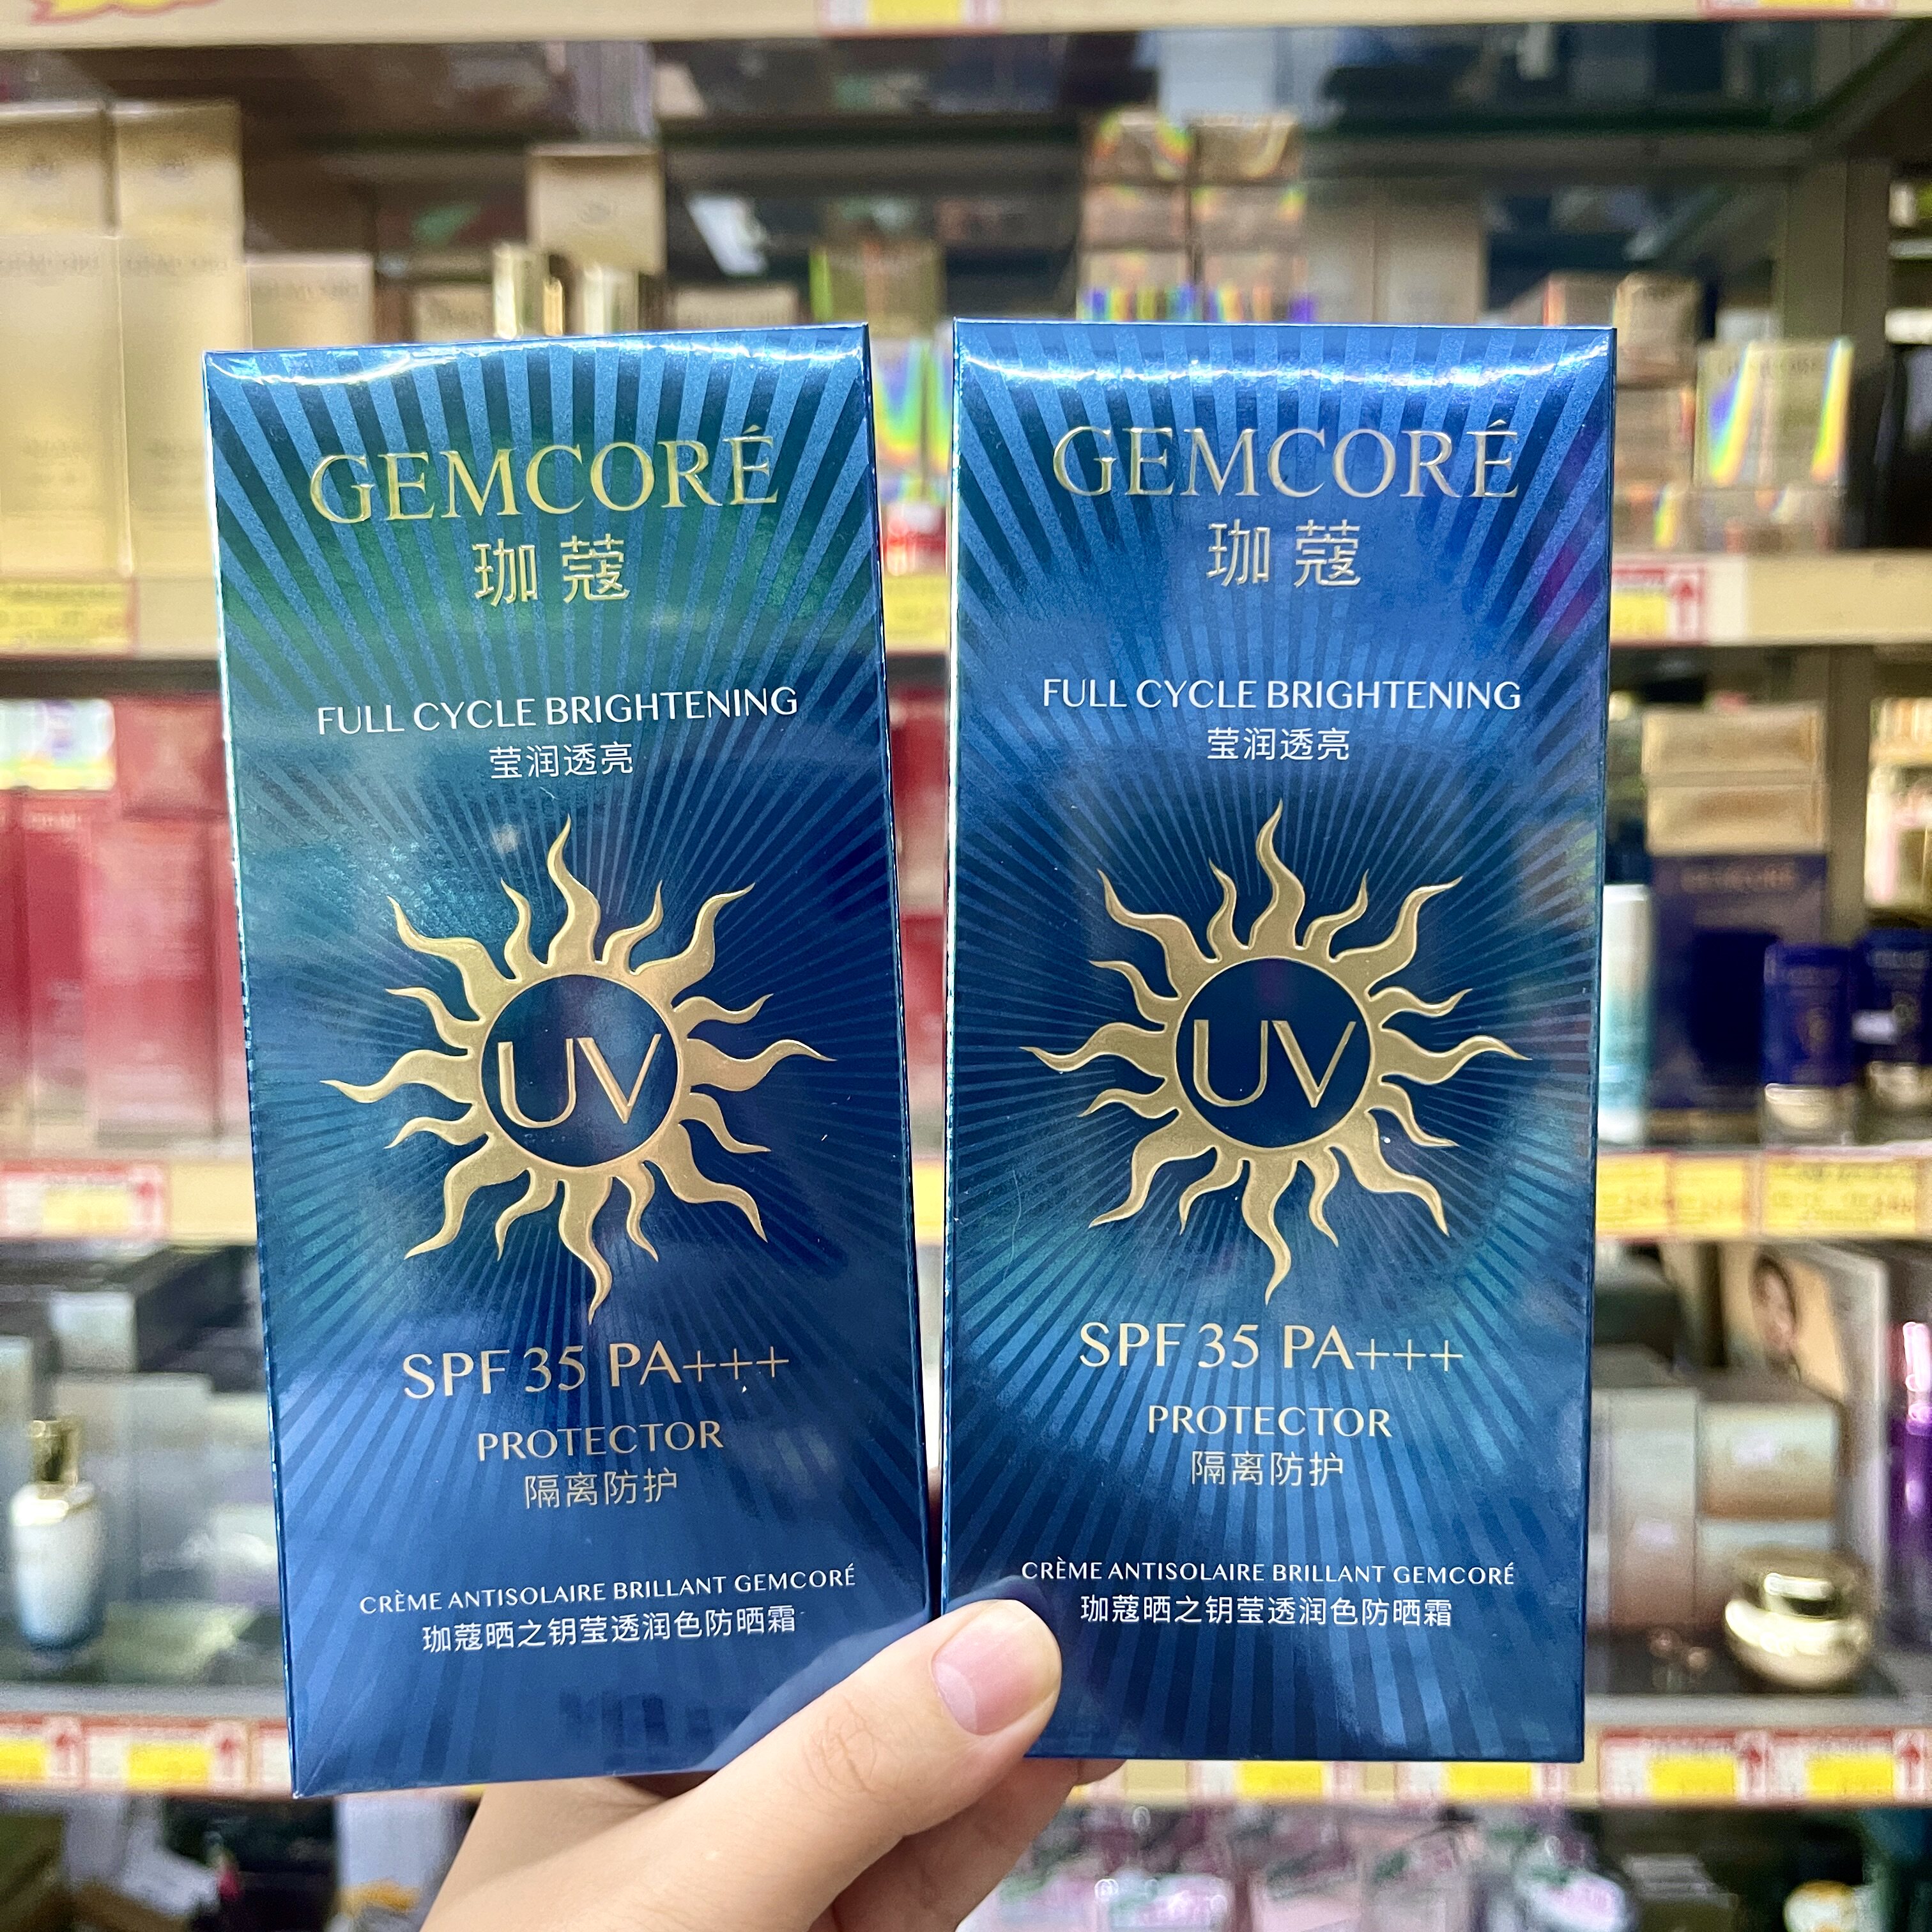 GEMCORÉ
珈蔻
FULL CYCLE BRIGHTENING
莹润透亮
UV
SPF 35 PA+++
PROTECTOR
隔离防护
CRÈME ANTISOLAIRE BRILLANT GEMCORÉ
珈蔻晒之钥莹透润色防晒霜
GEMCORÉ
珈蔻
FULL CYCLE BRIGHTENING
莹润透亮
UV
SPF 35 PA+++
PROTECTOR
隔离防护
CRÈME ANTISOLAIRE BRILLANT GEMCORÉ
珈蔻晒之钥莹透润色防晒霜